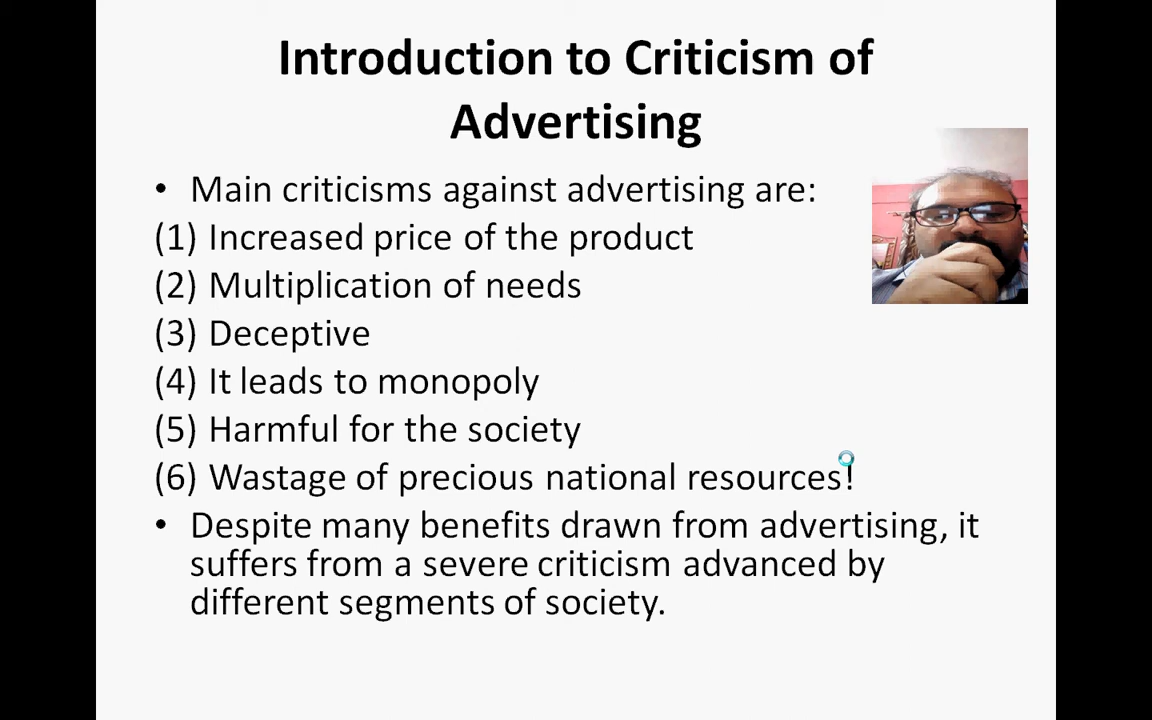 Introduction to Criticism of
Advertising
• Main criticisms against advertising are:
(1) Increased price of the product
(2) Multiplication of needs
(3) Deceptive
(4) It leads to monopoly
(5) Harmful for the society
(6) Wastage of precious national resources!
• Despite many benefits drawn from advertising, it
suffers from a severe criticism advanced by
different segments of society.